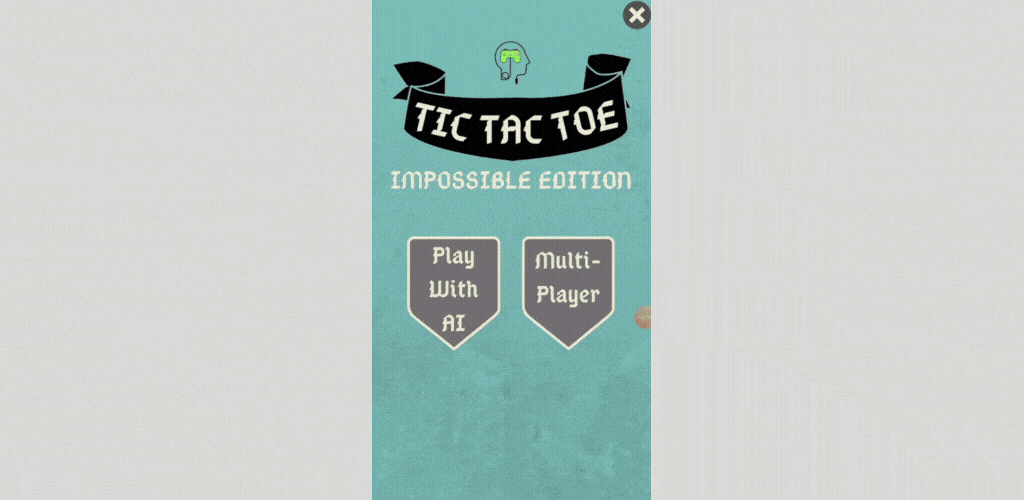 TIC TAC TOE
IMPOSSIBLE EDITION
Play
With
AI
Multi-
Player